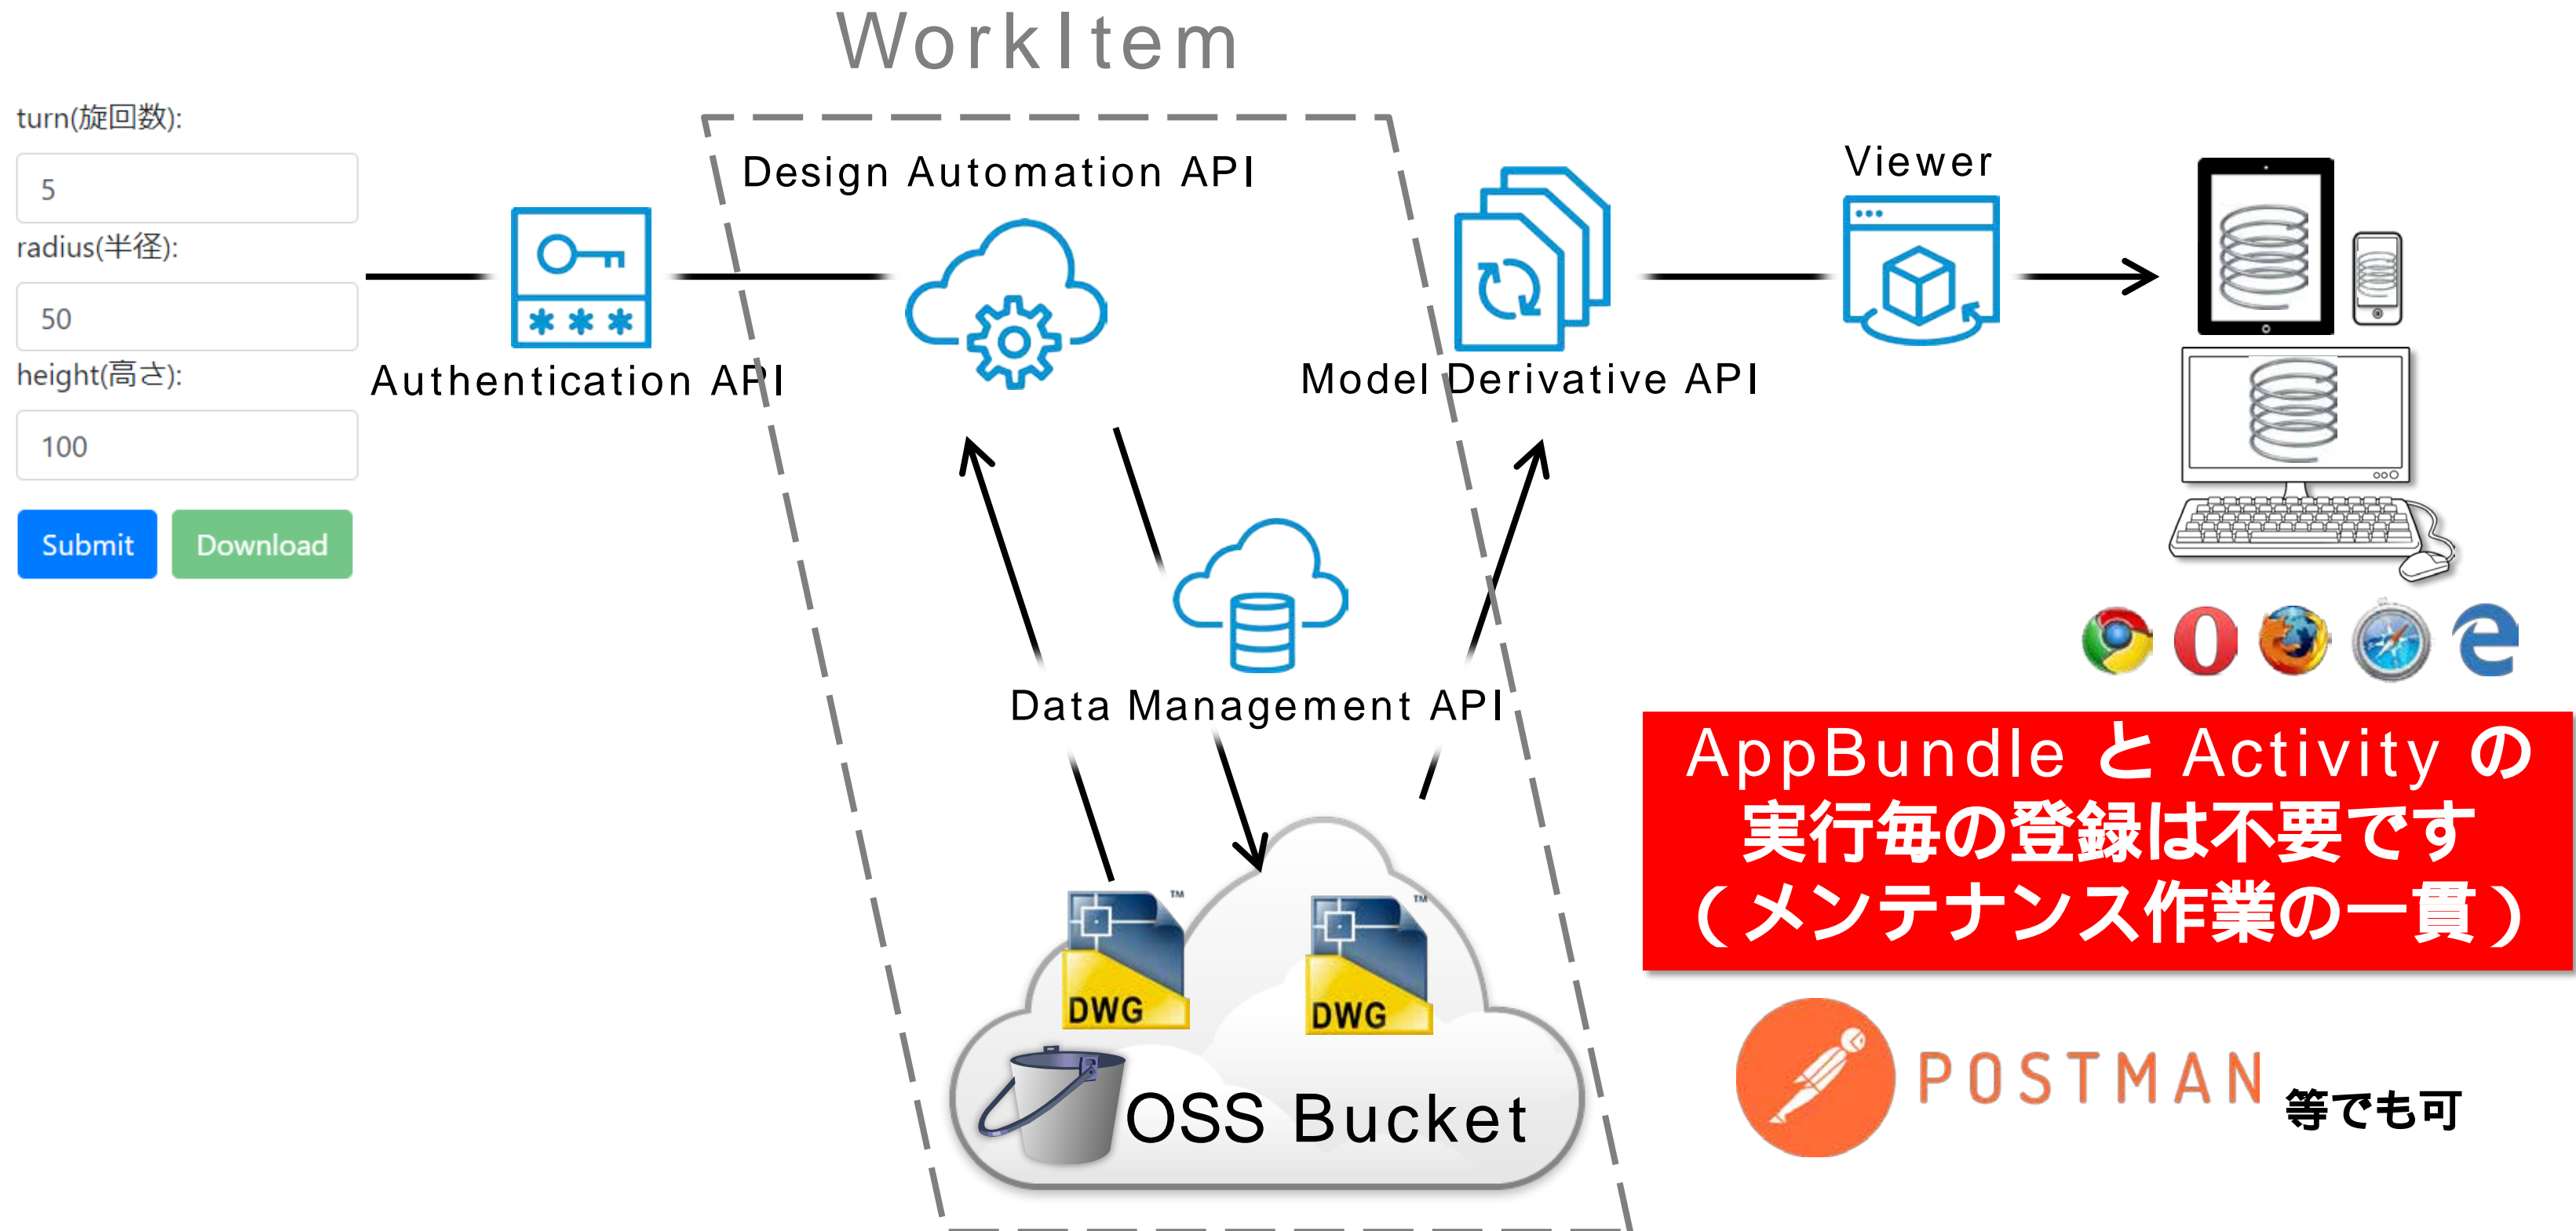 WorkItem
turn(旋回数):
5
radius(半径):
50
height(高さ):
100
Submit
Download
Authentication API
Design Automation API
Data Management API
DWG
TM
DWG
TM
OSS Bucket
Model Derivative API
Viewer
AppBundle と Activity の
実行毎の登録は不要です
(メンテナンス作業の一貫)
POSTMAN 等でも可